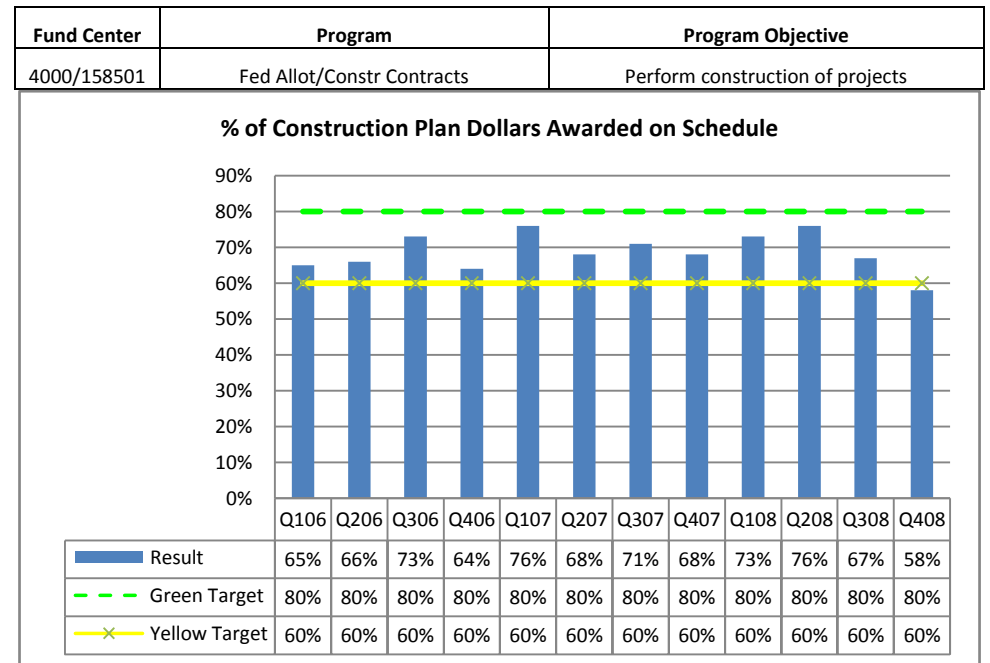 Fund Center Program Program Objective
4000/158501 Fed Allot/Constr Contracts Perform construction of projects
% of Construction Plan Dollars Awarded on Schedule
90%
80%
70%
60%
50%
40%
30%
20%
10%
0%
Q106 Q206 Q306 Q406 Q107 Q207 Q307 Q407 Q108 Q208 Q308 Q408
Result 65% 66% 73% 64% 76% 68% 71% 68% 73% 76% 67% 58%
Green Target 80% 80% 80% 80% 80% 80% 80% 80% 80% 80% 80% 80%
Yellow Target 60% 60% 60% 60% 60% 60% 60% 60% 60% 60% 60% 60%